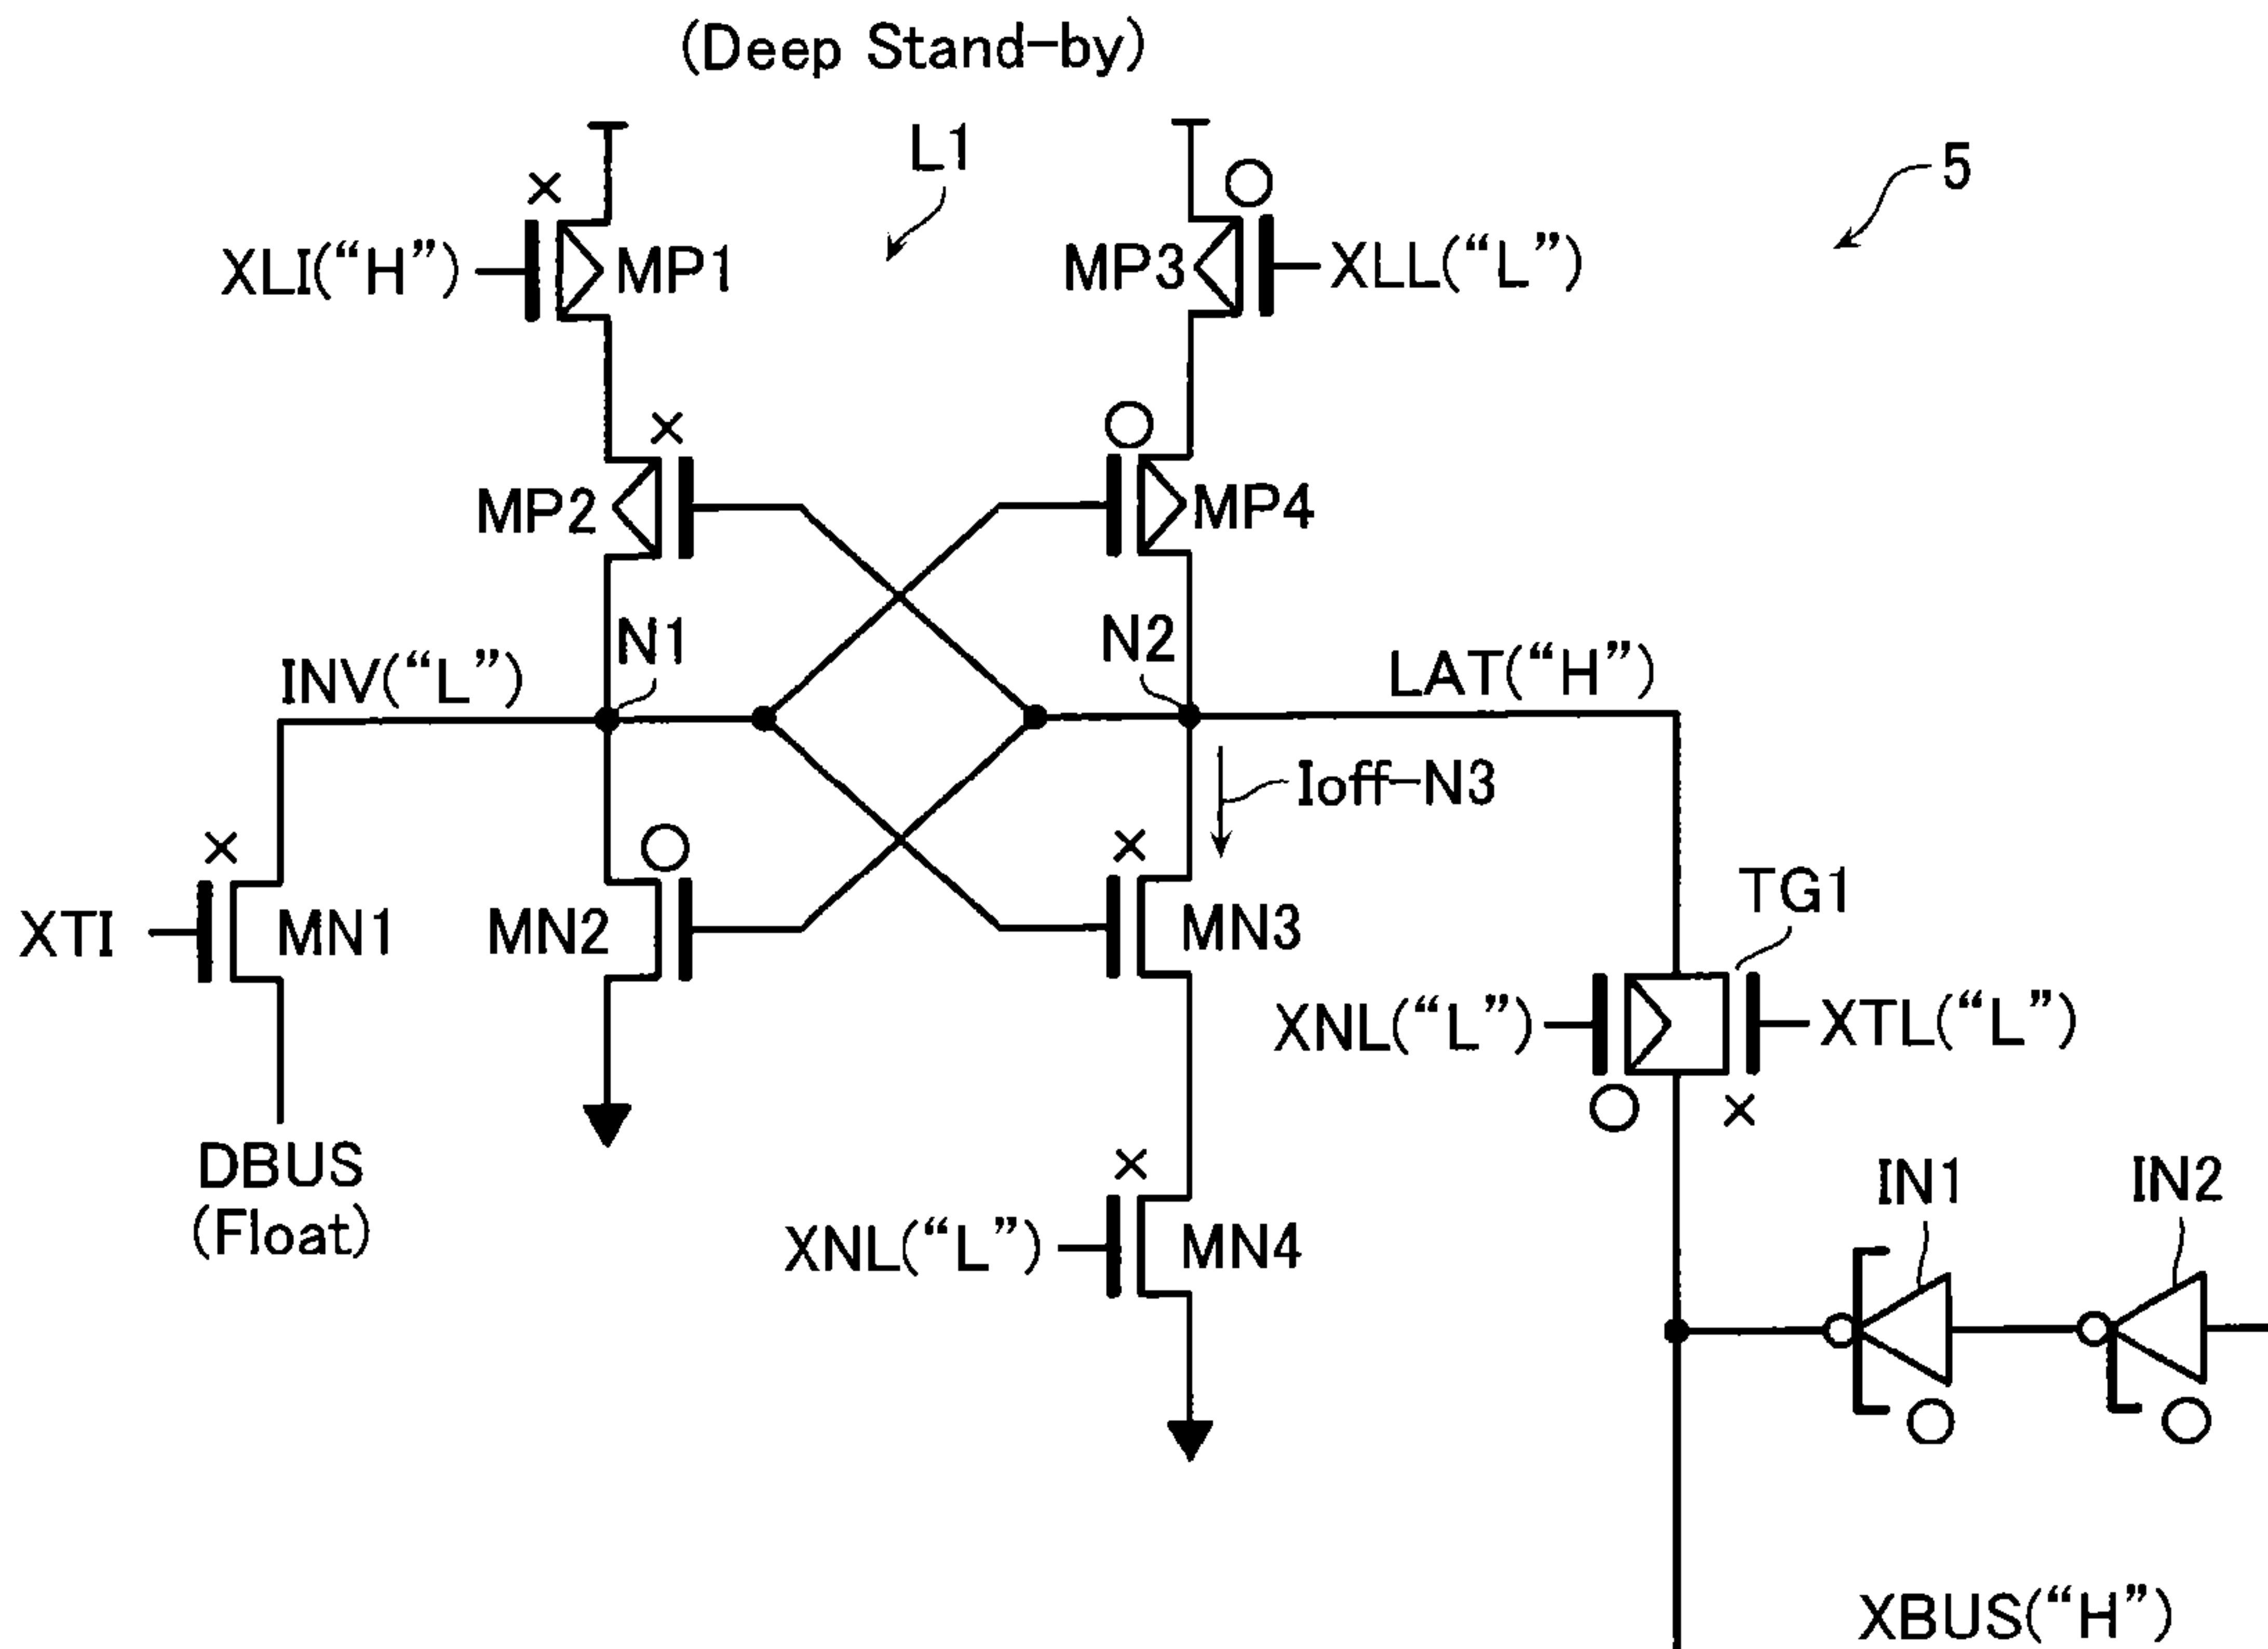 (Deep Stand-by)
L1
5
XLI(“H”)
MP1
MP3
XLL(“L”)
MP2
MP4
N1
N2
INV(“L”)
LAT(“H”)
Ioff-N3
TG1
XTI
MN1
MN2
MN3
XNL(“L”)
XTL(“L”)
DBUS
(Float)
IN1
IN2
XNL(“L”)
MN4
XBUS(“H”)